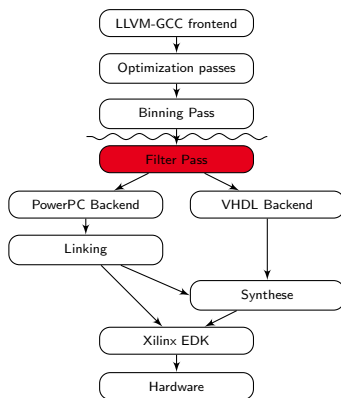 LLVM-GCC frontend
Optimization passes
Binning Pass
Filter Pass
PowerPC Backend
VHDL Backend
Linking
Synthese
Xilinx EDK
Hardware